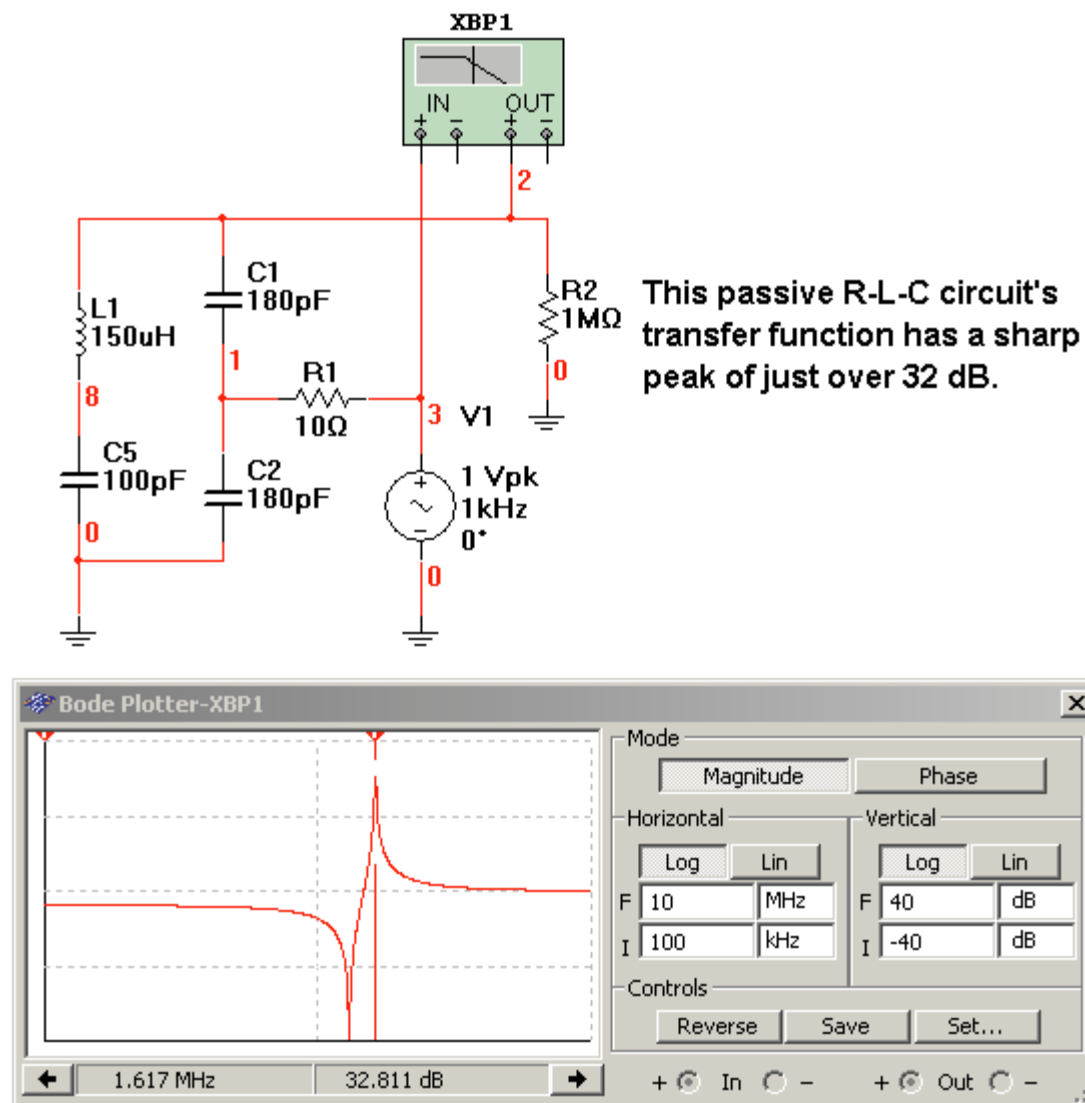 XBP1
IN OUT
+ - + -
2
C1
180pF
L1
150uH
R2
1MΩ
This passive R-L-C circuit's
transfer function has a sharp
peak of just over 32 dB.
1
R1
10Ω
0
8
3 V1
C5
100pF
C2
180pF
1 Vpk
1kHz
0°
0
0
Bode Plotter-XBP1
Mode
Magnitude Phase
Horizontal Vertical
Log Lin Log Lin
F 10 MHz F 40 dB
I 100 kHz I -40 dB
Controls
Reverse Save Set...
1.617 MHz 32.811 dB + In - + Out -